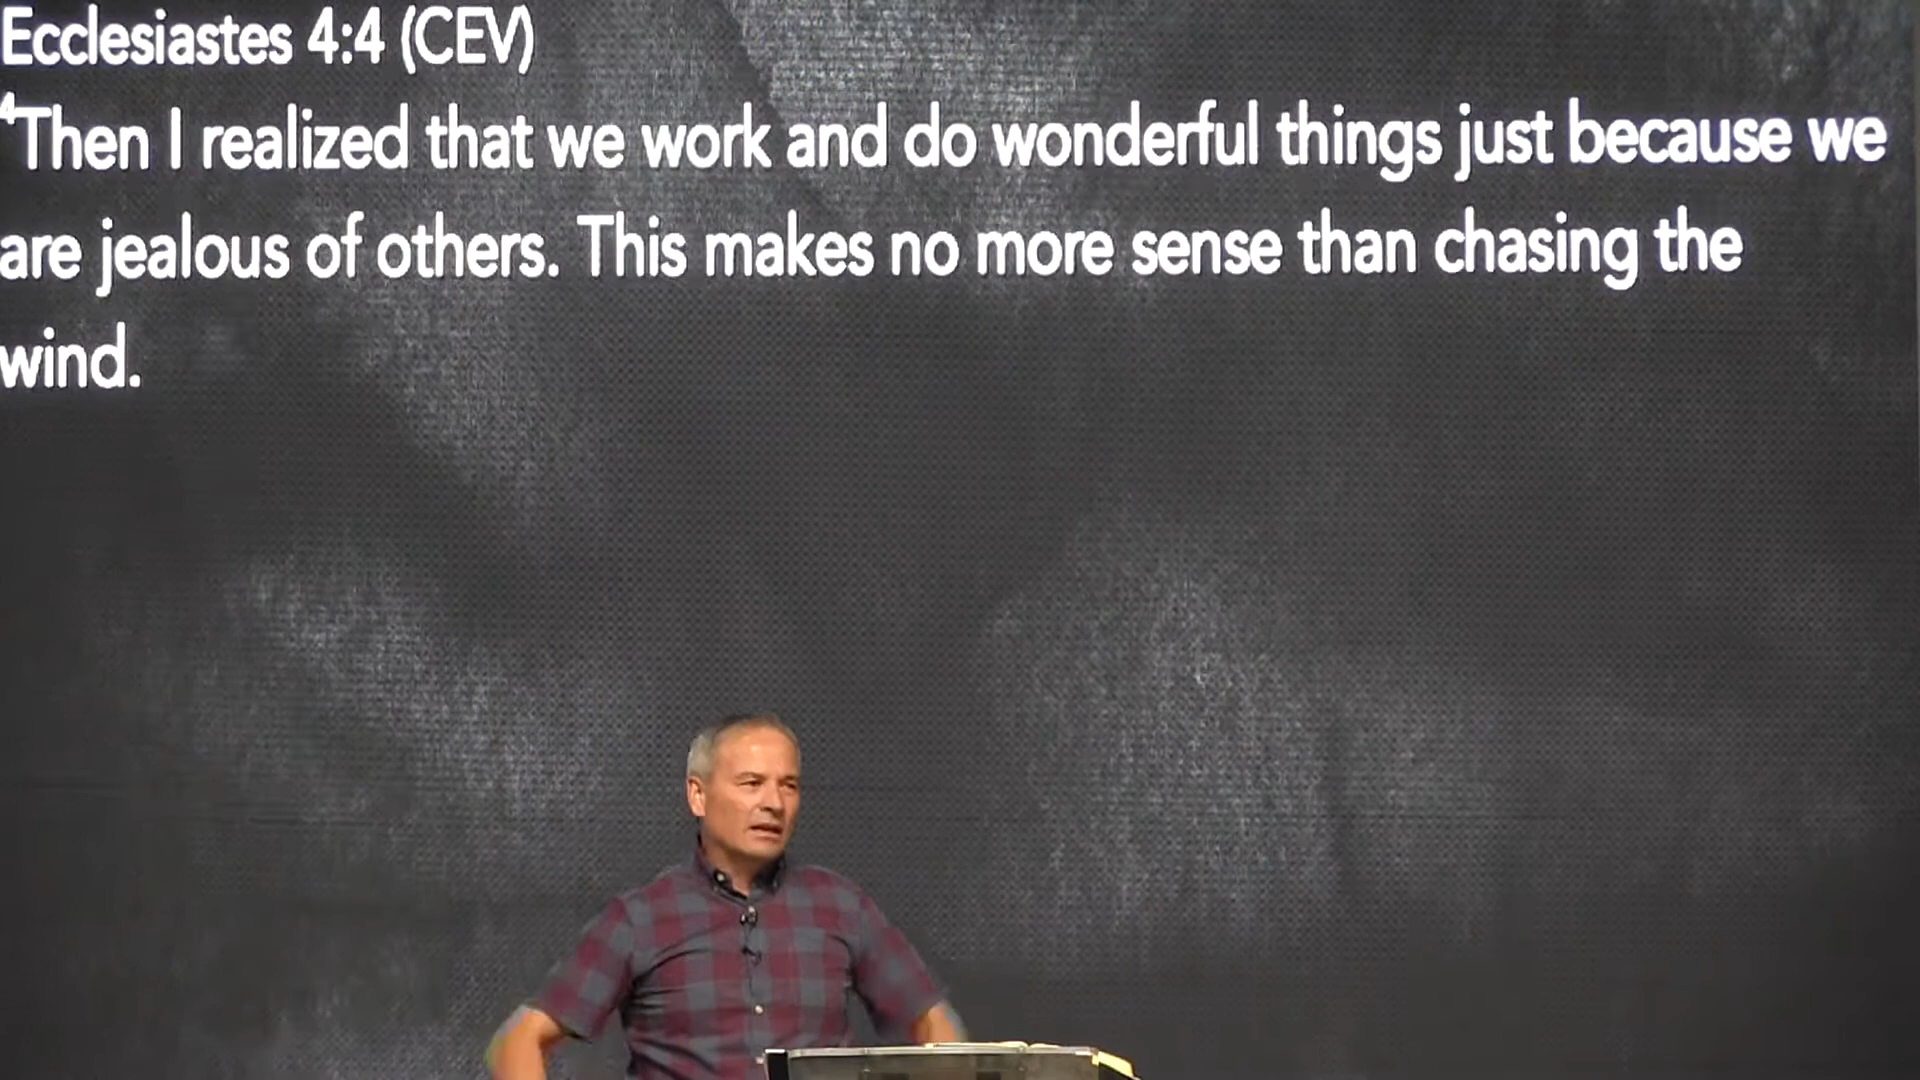 Ecclesiastes 4:4 (CEV)
4Then I realized that we work and do wonderful things just because we
are jealous of others. This makes no more sense than chasing the
wind.